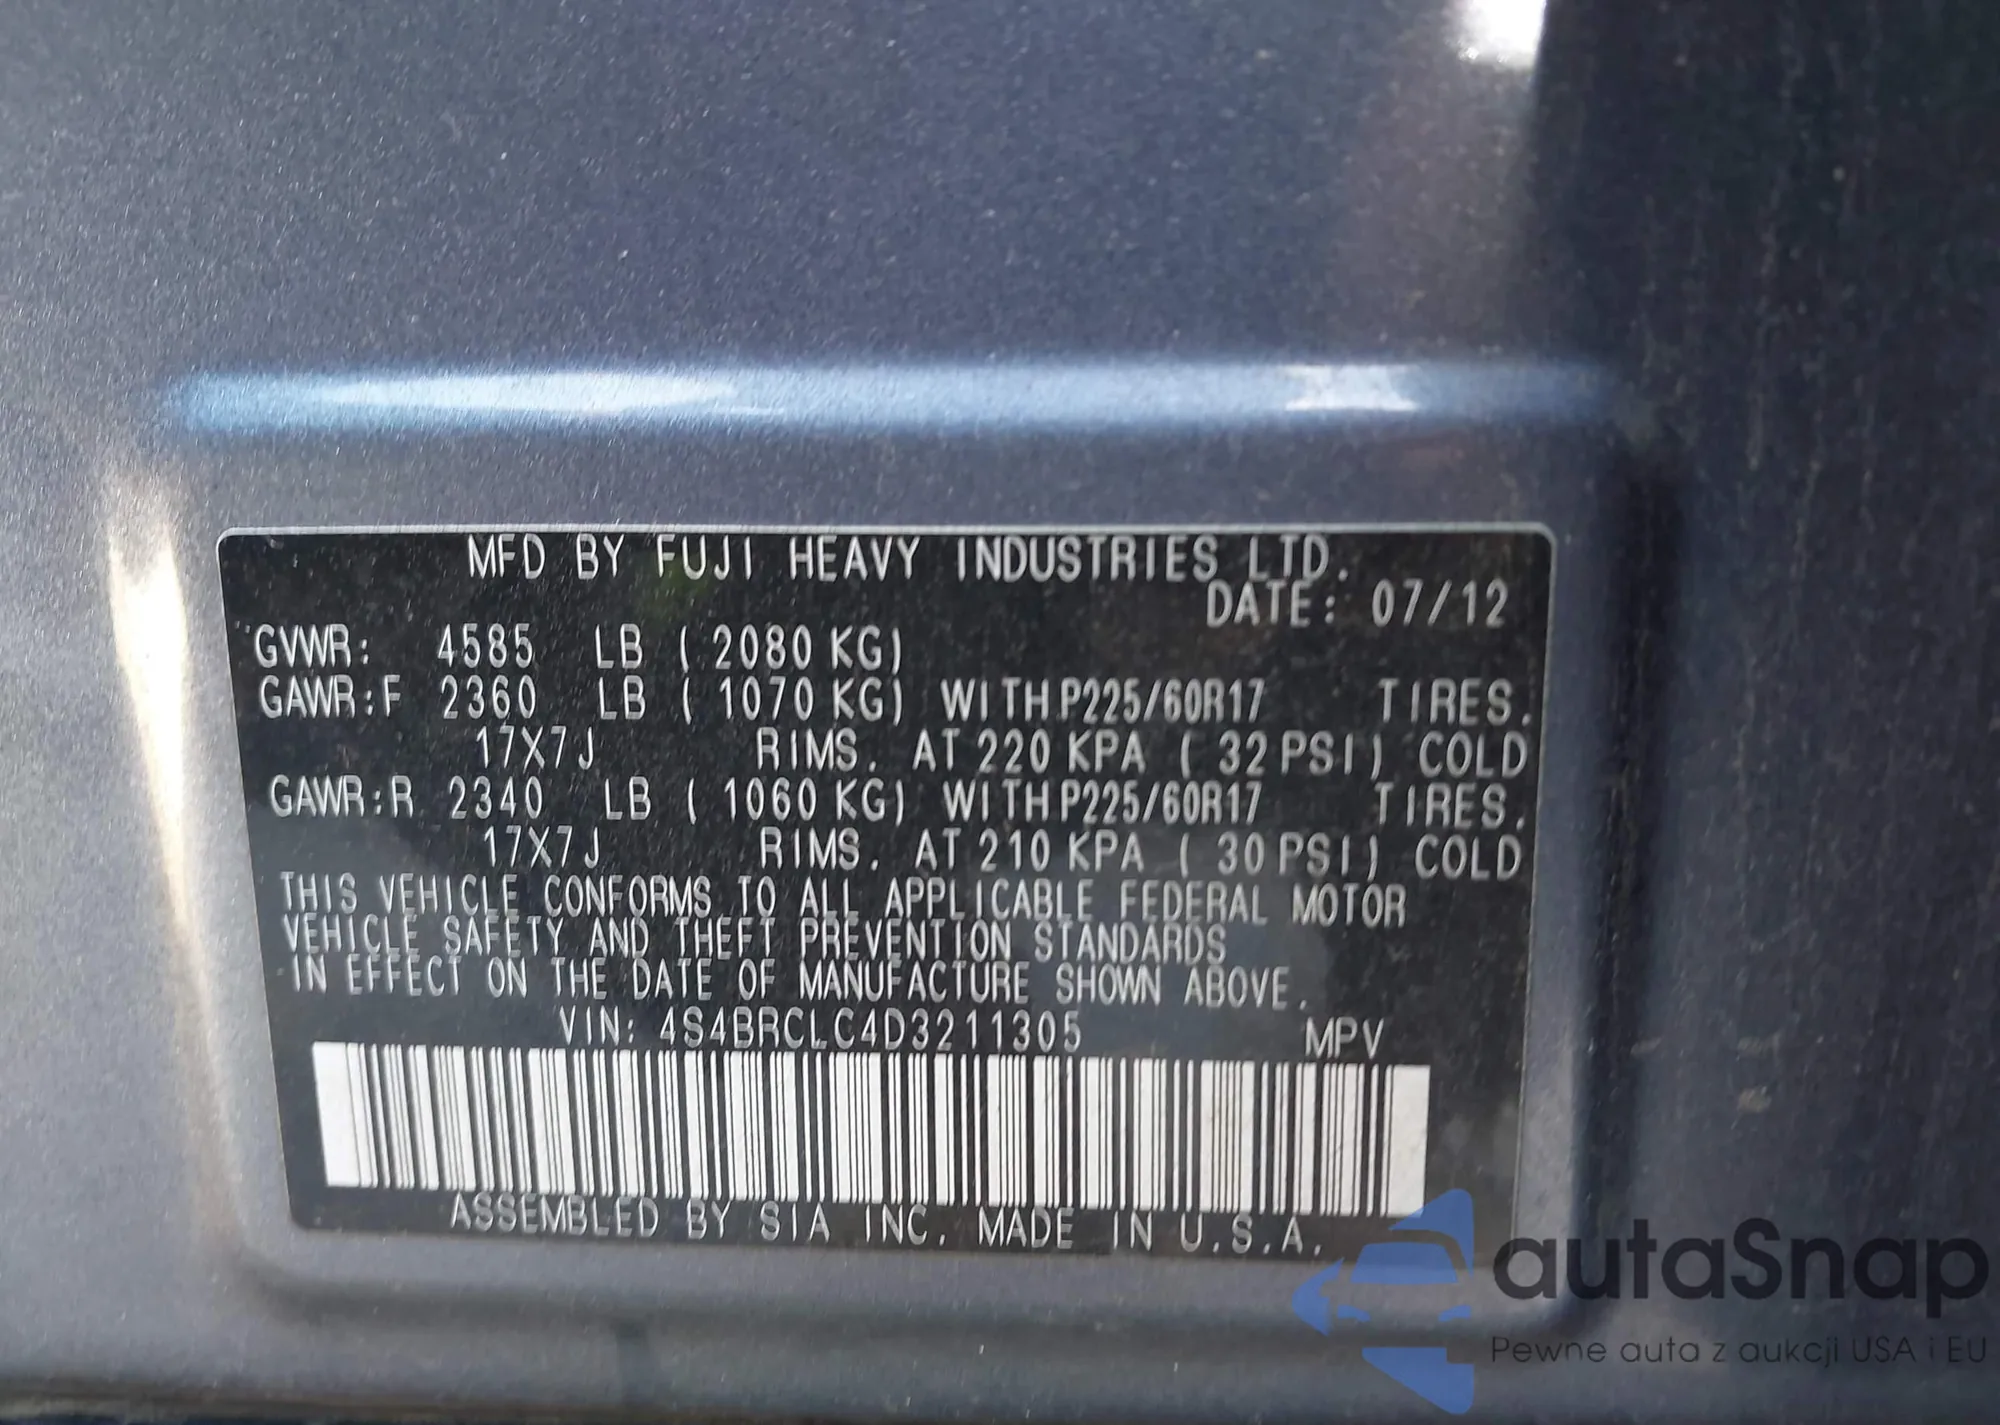 MFD BY FUJI HEAVY INDUSTRIES LTD.
DATE: 07/12
GVWR: 4585 LB ( 2080 KG)
GAWR:F 2360 LB ( 1070 KG) WITH P225/60R17 TIRES.
17X7J RIMS. AT 220 KPA ( 32 PSI) COLD
GAWR:R 2340 LB ( 1060 KG) WITH P225/60R17 TIRES.
17X7J RIMS. AT 210 KPA ( 30 PSI) COLD
THIS VEHICLE CONFORMS TO ALL APPLICABLE FEDERAL MOTOR
VEHICLE SAFETY AND THEFT PREVENTION STANDARDS
IN EFFECT ON THE DATE OF MANUFACTURE SHOWN ABOVE.
VIN: 4S4BRCLC4D3211305 MPV
ASSEMBLED BY SIA INC. MADE IN U.S.A.
autaSnap
Pewne auta z aukcji USA i EU